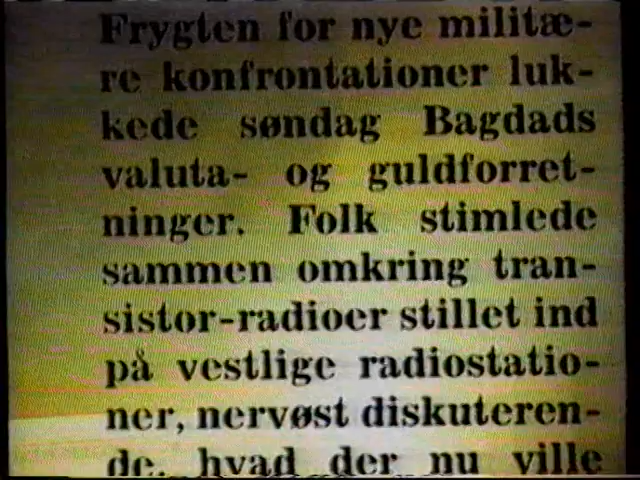 Frygten for nye militæ-
re konfrontationer luk-
kede søndag Bagdads
valuta- og guldforret-
ninger. Folk stimlede
sammen omkring tran-
sistor-radioer stillet ind
på vestlige radiostatio-
ner, nervøst diskuteren-
de, hvad der nu ville